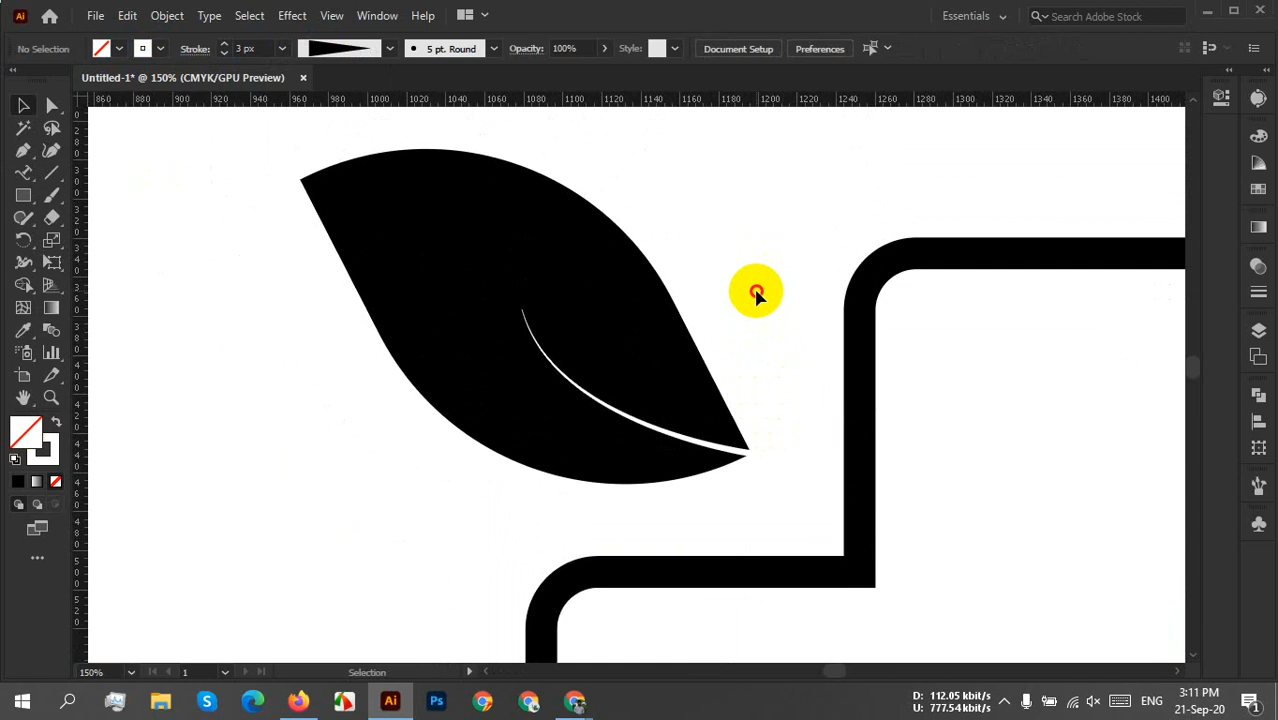 Ai File Edit Object Type Select Effect View Window Help Essentials Search Adobe Stock
No Selection Stroke: 3 px 5 pt. Round Opacity: 100% Style: Document Setup Preferences
Untitled-1* @ 150% (CMYK/GPU Preview)
860 880 900 920 940 960 980 1000 1020 1040 1060 1080 1100 1120 1140 1160 1180 1200 1220 1240 1260 1280 1300 1320 1340 1360 1380 1400
150% 1 Selection
Ai Ps D: 112.05 kbit/s ENG 3:11 PM
U: 777.54 kbit/s 21-Sep-20 1